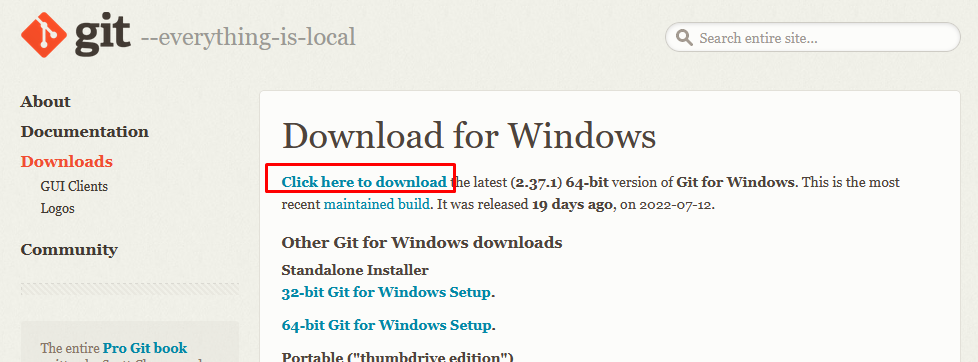 git --everything-is-local
Search entire site...
About
Documentation
Downloads
GUI Clients
Logos
Community
The entire Pro Git book
Download for Windows
Click here to download the latest (2.37.1) 64-bit version of Git for Windows. This is the most
recent maintained build. It was released 19 days ago, on 2022-07-12.
Other Git for Windows downloads
Standalone Installer
32-bit Git for Windows Setup.
64-bit Git for Windows Setup.
Portable ("thumbdrive edition")